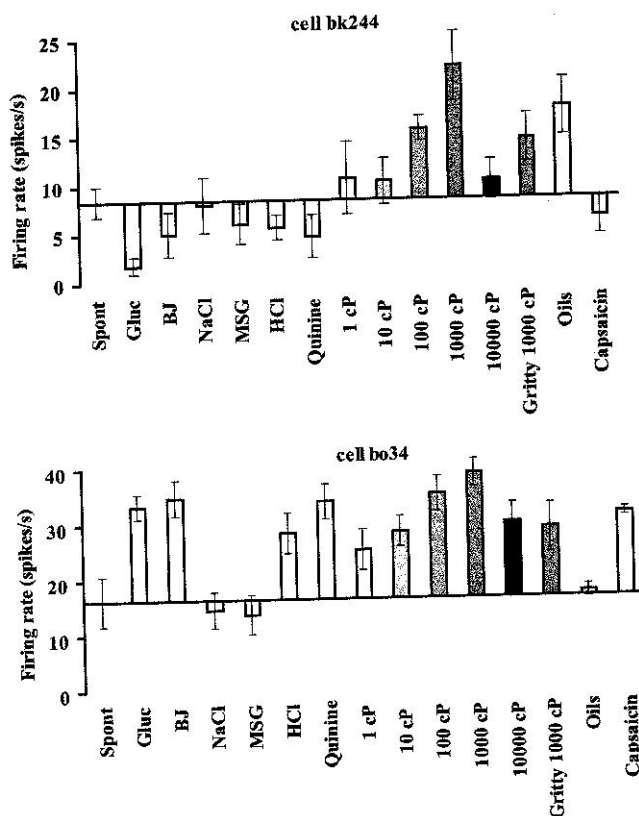 cell bk244
Firing rate (spikes/s)
25
20
15
10
5
0
Spont
Gluc
BJ
NaCl
MSG
HCl
Quinine
1 cP
10 cP
100 cP
1000 cP
10000 cP
Gritty 1000 cP
Oils
Capsaicin
cell bo34
Firing rate (spikes/s)
40
30
20
10
0
Spont
Gluc
BJ
NaCl
MSG
HCl
Quinine
1 cP
10 cP
100 cP
1000 cP
10000 cP
Gritty 1000 cP
Oils
Capsaicin